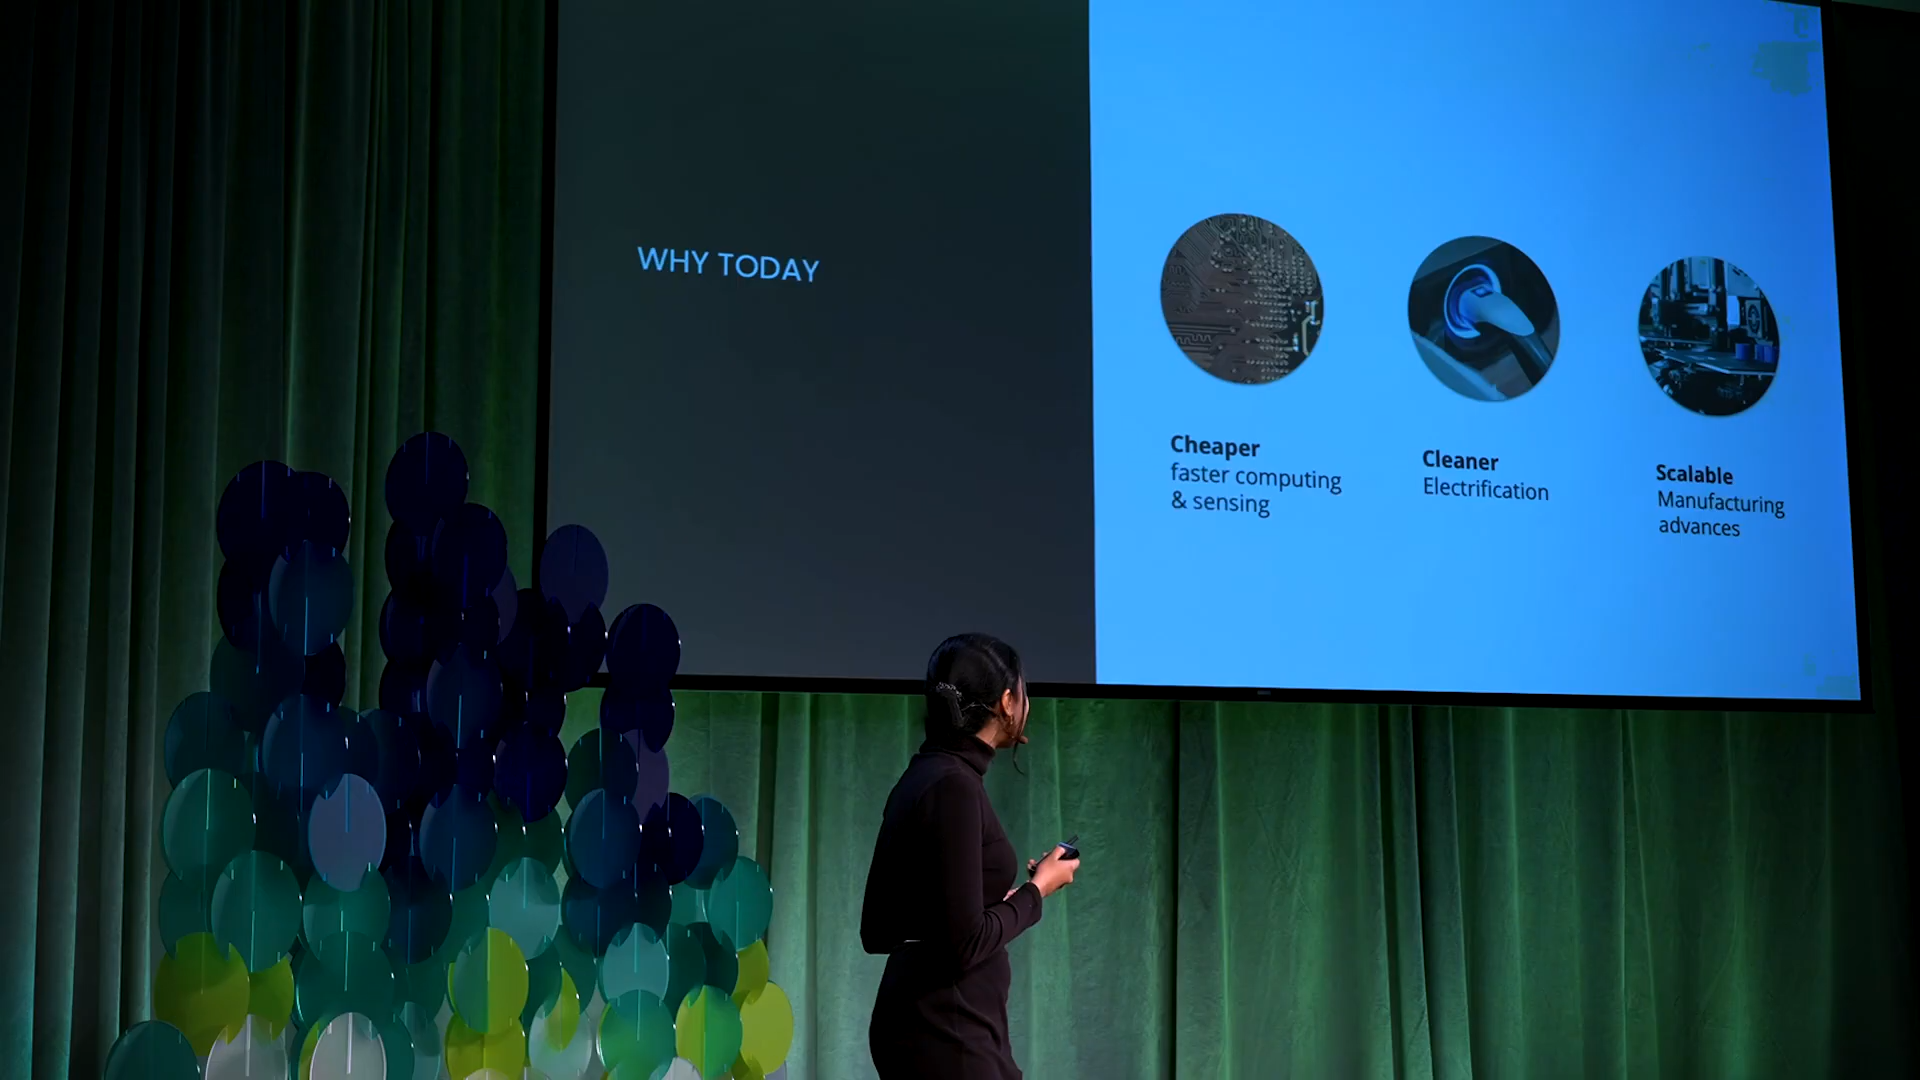 WHY TODAY
Cheaper
faster computing
& sensing
Cleaner
Electrification
Scalable
Manufacturing
advances